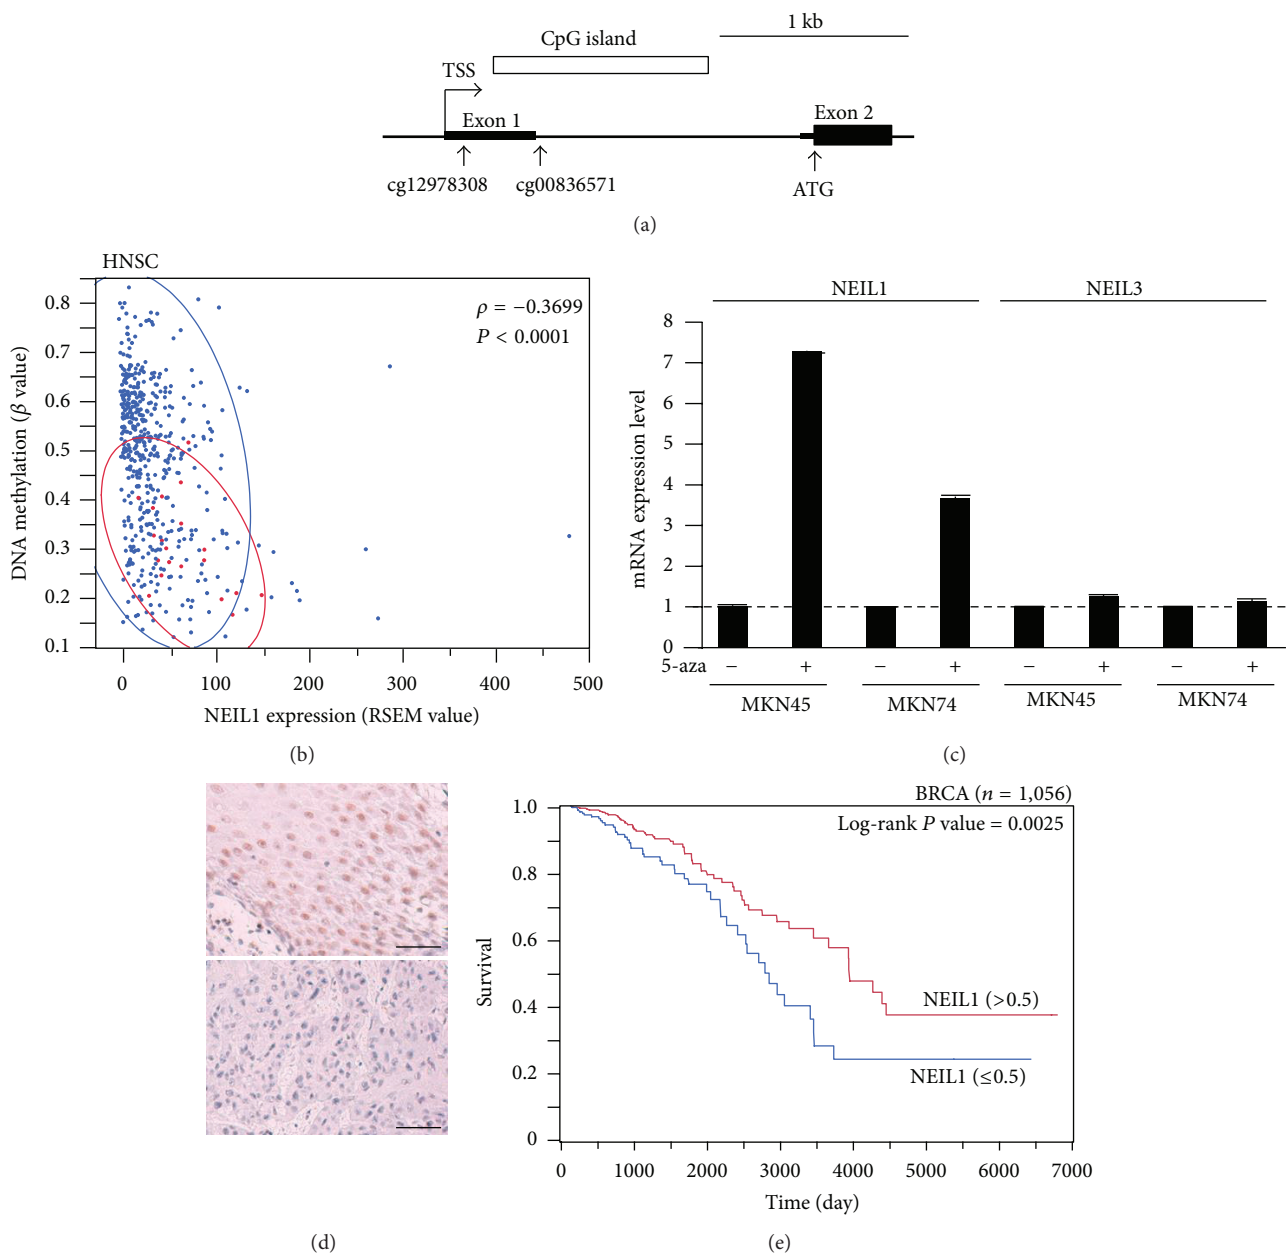 1 kb
CpG island
TSS
Exon 1
Exon 2
cg12978308
cg00836571
ATG
(a)
HNSC
ρ = −0.3699
P < 0.0001
DNA methylation (β value)
0.8
0.7
0.6
0.5
0.4
0.3
0.2
0.1
0 100 200 300 400 500
NEIL1 expression (RSEM value)
(b)
NEIL1 NEIL3
mRNA expression level
8
7
6
5
4
3
2
1
0
5-aza − + − + − + − +
MKN45 MKN74 MKN45 MKN74
(c)
(d)
BRCA (n = 1,056)
Log-rank P value = 0.0025
Survival
1.0
0.8
0.6
0.4
0.2
0
NEIL1 (>0.5)
NEIL1 (≤0.5)
0 1000 2000 3000 4000 5000 6000 7000
Time (day)
(e)